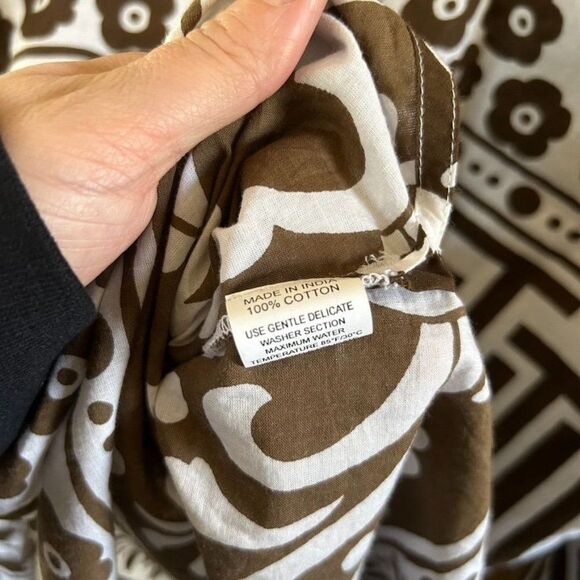 MADE IN INDIA
100% COTTON
USE GENTLE DELICATE
WASHER SECTION
MAXIMUM WATER
TEMPERATURE 85°F/30°C